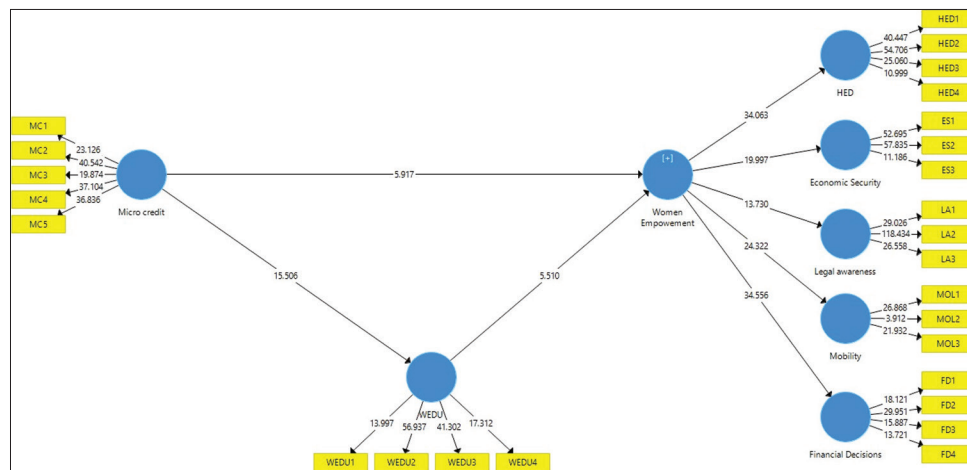 HED1
40.447
HED2
54.706
25.060
HED3
10.999
HED4
HED
34.063
MC1
23.126
MC2
40.542
MC3
19.874
37.104
MC4
36.836
MC5
Micro credit
5.917
[+]
Women
Empowement
19.997
ES1
52.695
57.835
ES2
11.186
ES3
Economic Security
13.730
LA1
29.026
118.434
LA2
26.558
LA3
Legal awareness
24.322
15.506
5.510
34.556
MOL1
26.868
3.912
MOL2
21.932
MOL3
Mobility
WEDU
13.997
56.937
41.302
17.312
WEDU1
WEDU2
WEDU3
WEDU4
FD1
18.121
29.951
FD2
15.887
FD3
13.721
FD4
Financial Decisions